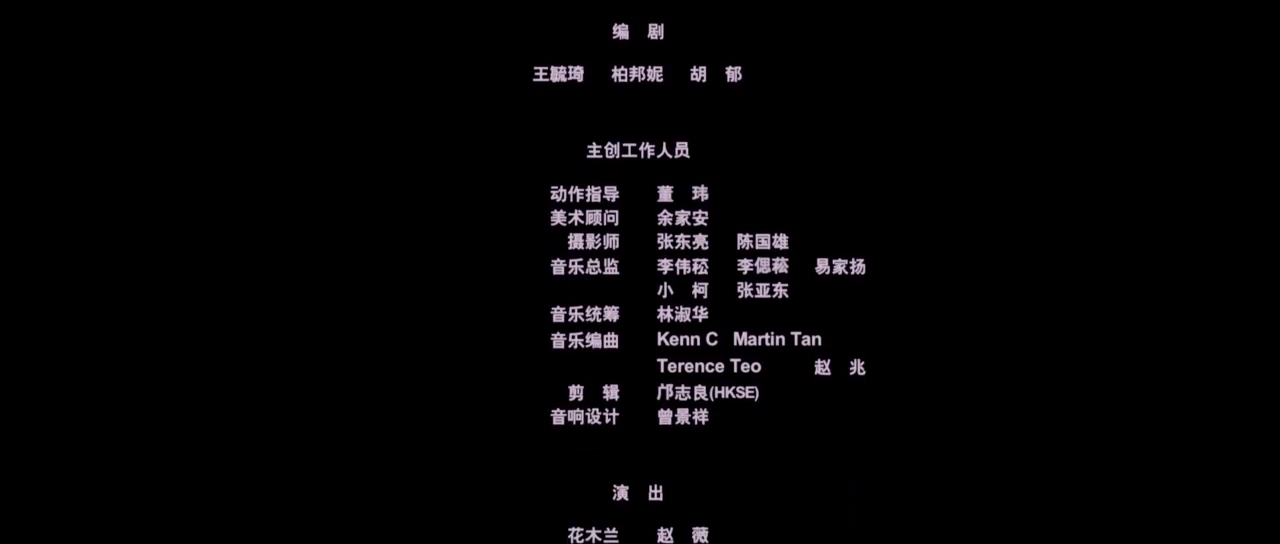 编 剧
王毓琦 柏邦妮 胡 郁
主创工作人员
动作指导 董 玮
美术顾问 余家安
摄影师 张东亮 陈国雄
音乐总监 李伟菘 李偲菘 易家扬
小 柯 张亚东
音乐统筹 林淑华
音乐编曲 Kenn C Martin Tan
Terence Teo 赵 兆
剪 辑 邝志良(HKSE)
音响设计 曾景祥
演 出
花木兰 赵 薇